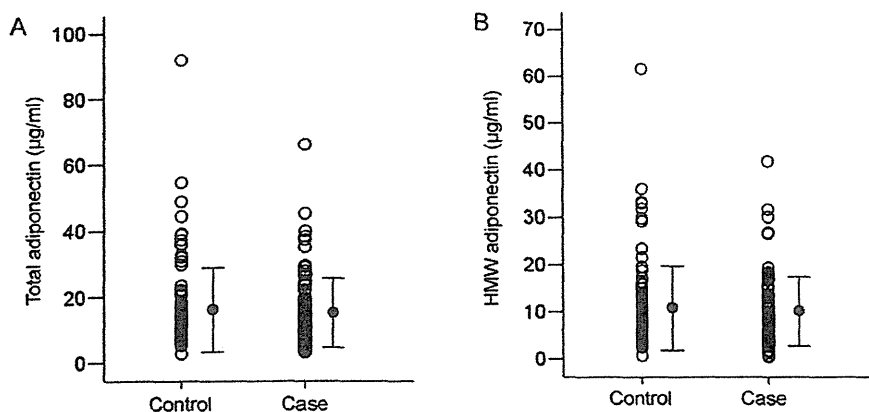 A
Total adiponectin (µg/ml)
100
80
60
40
20
0
Control Case
B
HMW adiponectin (µg/ml)
70
60
50
40
30
20
10
0
Control Case